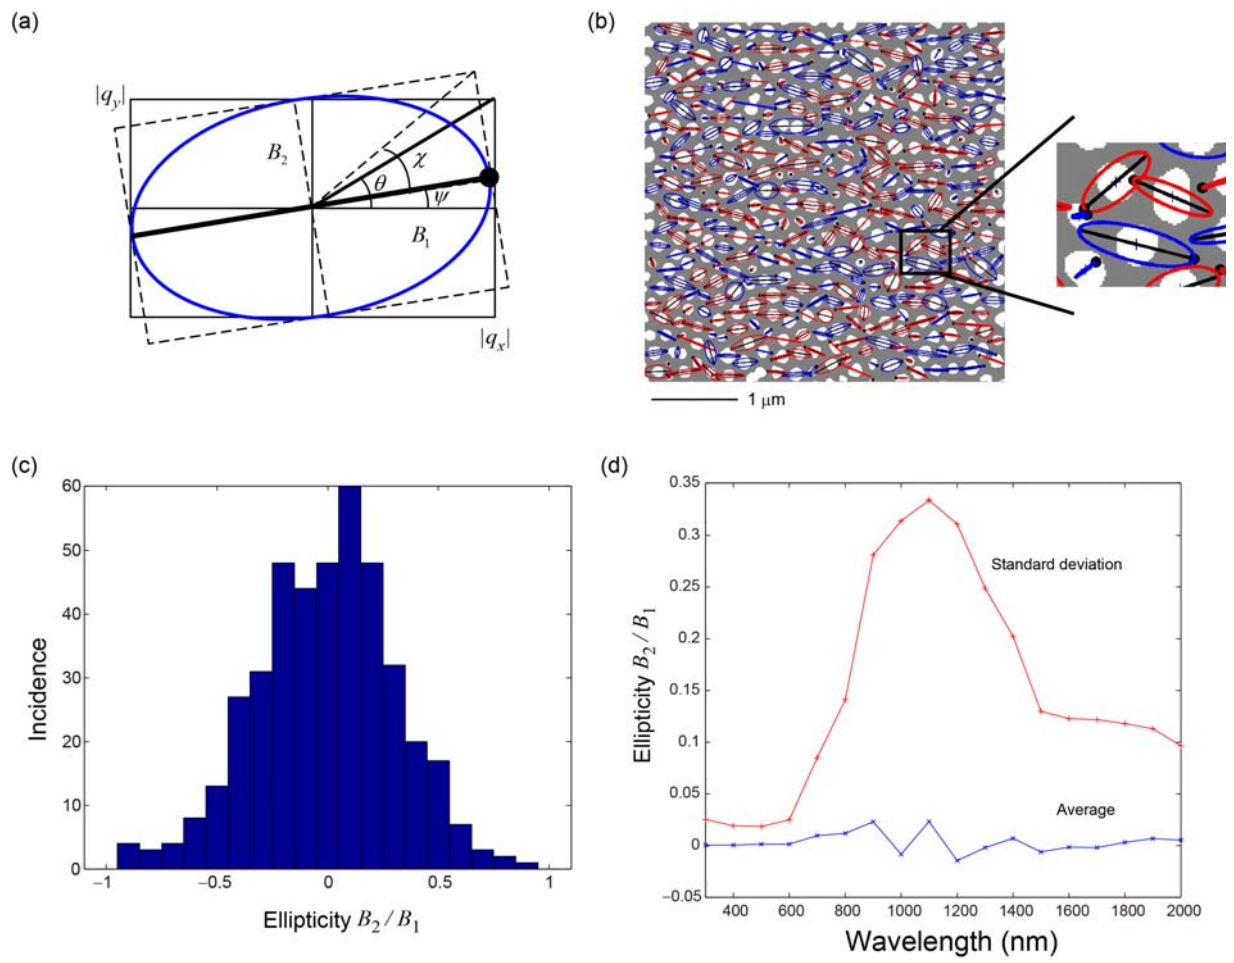 (a)
|q_y|
B_2
χ
θ
ψ
B_1
|q_x|
(b)
1 μm
(c)
60
50
40
30
20
10
0
−1
−0.5
0
0.5
1
Incidence
Ellipticity B_2 / B_1
(d)
0.35
0.3
0.25
0.2
0.15
0.1
0.05
0
−0.05
400
600
800
1000
1200
1400
1600
1800
2000
Standard deviation
Average
Ellipticity B_2 / B_1
Wavelength (nm)